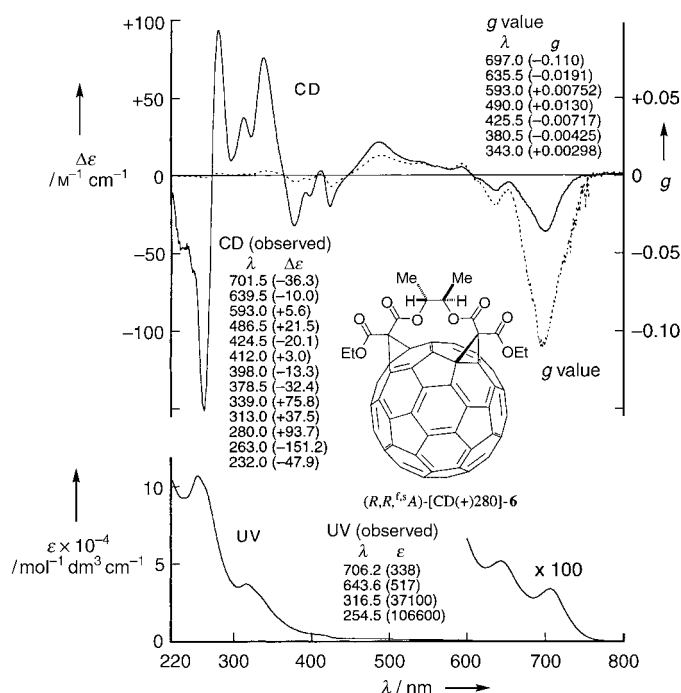 +100
+50
0
−50
−100
Δε
/ M⁻¹ cm⁻¹
CD
g value
λ g
697.0 (−0.110)
635.5 (−0.0191)
593.0 (+0.00752)
490.0 (+0.0130)
425.5 (−0.00717)
380.5 (−0.00425)
343.0 (+0.00298)
+0.05
0
g
−0.05
−0.10
CD (observed)
λ Δε
701.5 (−36.3)
639.5 (−10.0)
593.0 (+5.6)
486.5 (+21.5)
424.5 (−20.1)
412.0 (+3.0)
398.0 (−13.3)
378.5 (−32.4)
339.0 (+75.8)
313.0 (+37.5)
280.0 (+93.7)
263.0 (−151.2)
232.0 (−47.9)
Me Me
H H
O O O O
O O
EtO OEt
g value
(R,R,f,sA)-[CD(+)280]-6
10
5
0
ε × 10⁻⁴
/ mol⁻¹ dm³ cm⁻¹
UV
UV (observed)
λ ε
706.2 (338)
643.6 (517)
316.5 (37100)
254.5 (106600)
x 100
220 300 400 500 600 700 800
λ / nm